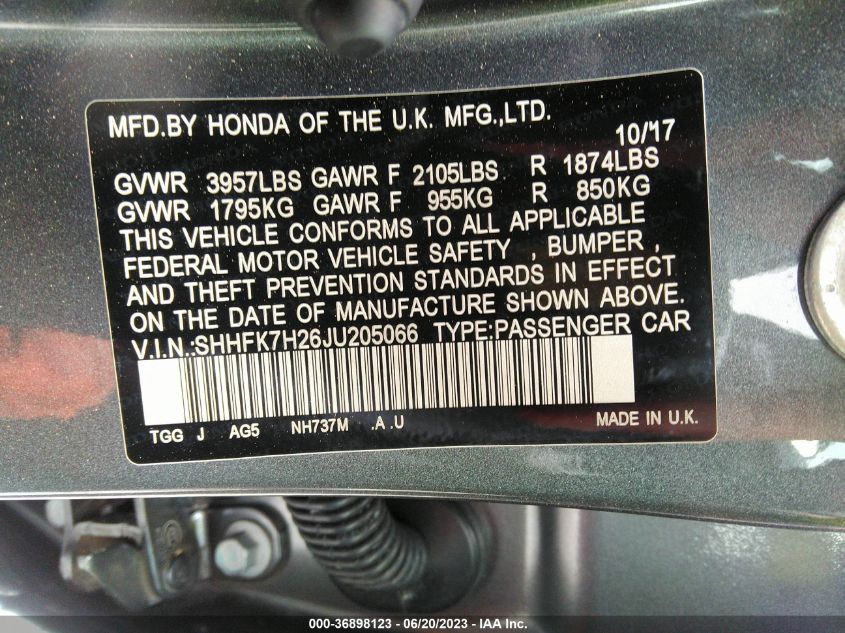 MFD.BY HONDA OF THE U.K. MFG.,LTD.
10/'17
GVWR 3957LBS GAWR F 2105LBS R 1874LBS
GVWR 1795KG GAWR F 955KG R 850KG
THIS VEHICLE CONFORMS TO ALL APPLICABLE
FEDERAL MOTOR VEHICLE SAFETY , BUMPER ,
AND THEFT PREVENTION STANDARDS IN EFFECT
ON THE DATE OF MANUFACTURE SHOWN ABOVE.
V.I.N.:SHHFK7H26JU205066 TYPE:PASSENGER CAR
TGG J AG5 NH737M .A .U MADE IN U.K.
000-36898123 - 06/20/2023 - IAA Inc.